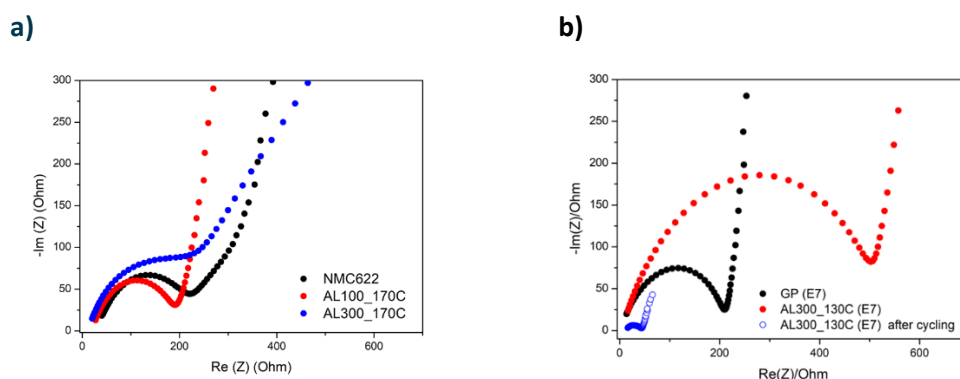 a)
300
250
200
150
100
50
0
-Im (Z) (Ohm)
0
200
400
600
Re (Z) (Ohm)
NMC622
AL100_170C
AL300_170C
b)
300
250
200
150
100
50
0
-Im(Z)/Ohm
0
200
400
600
Re(Z)/Ohm
GP (E7)
AL300_130C (E7)
AL300_130C (E7) after cycling